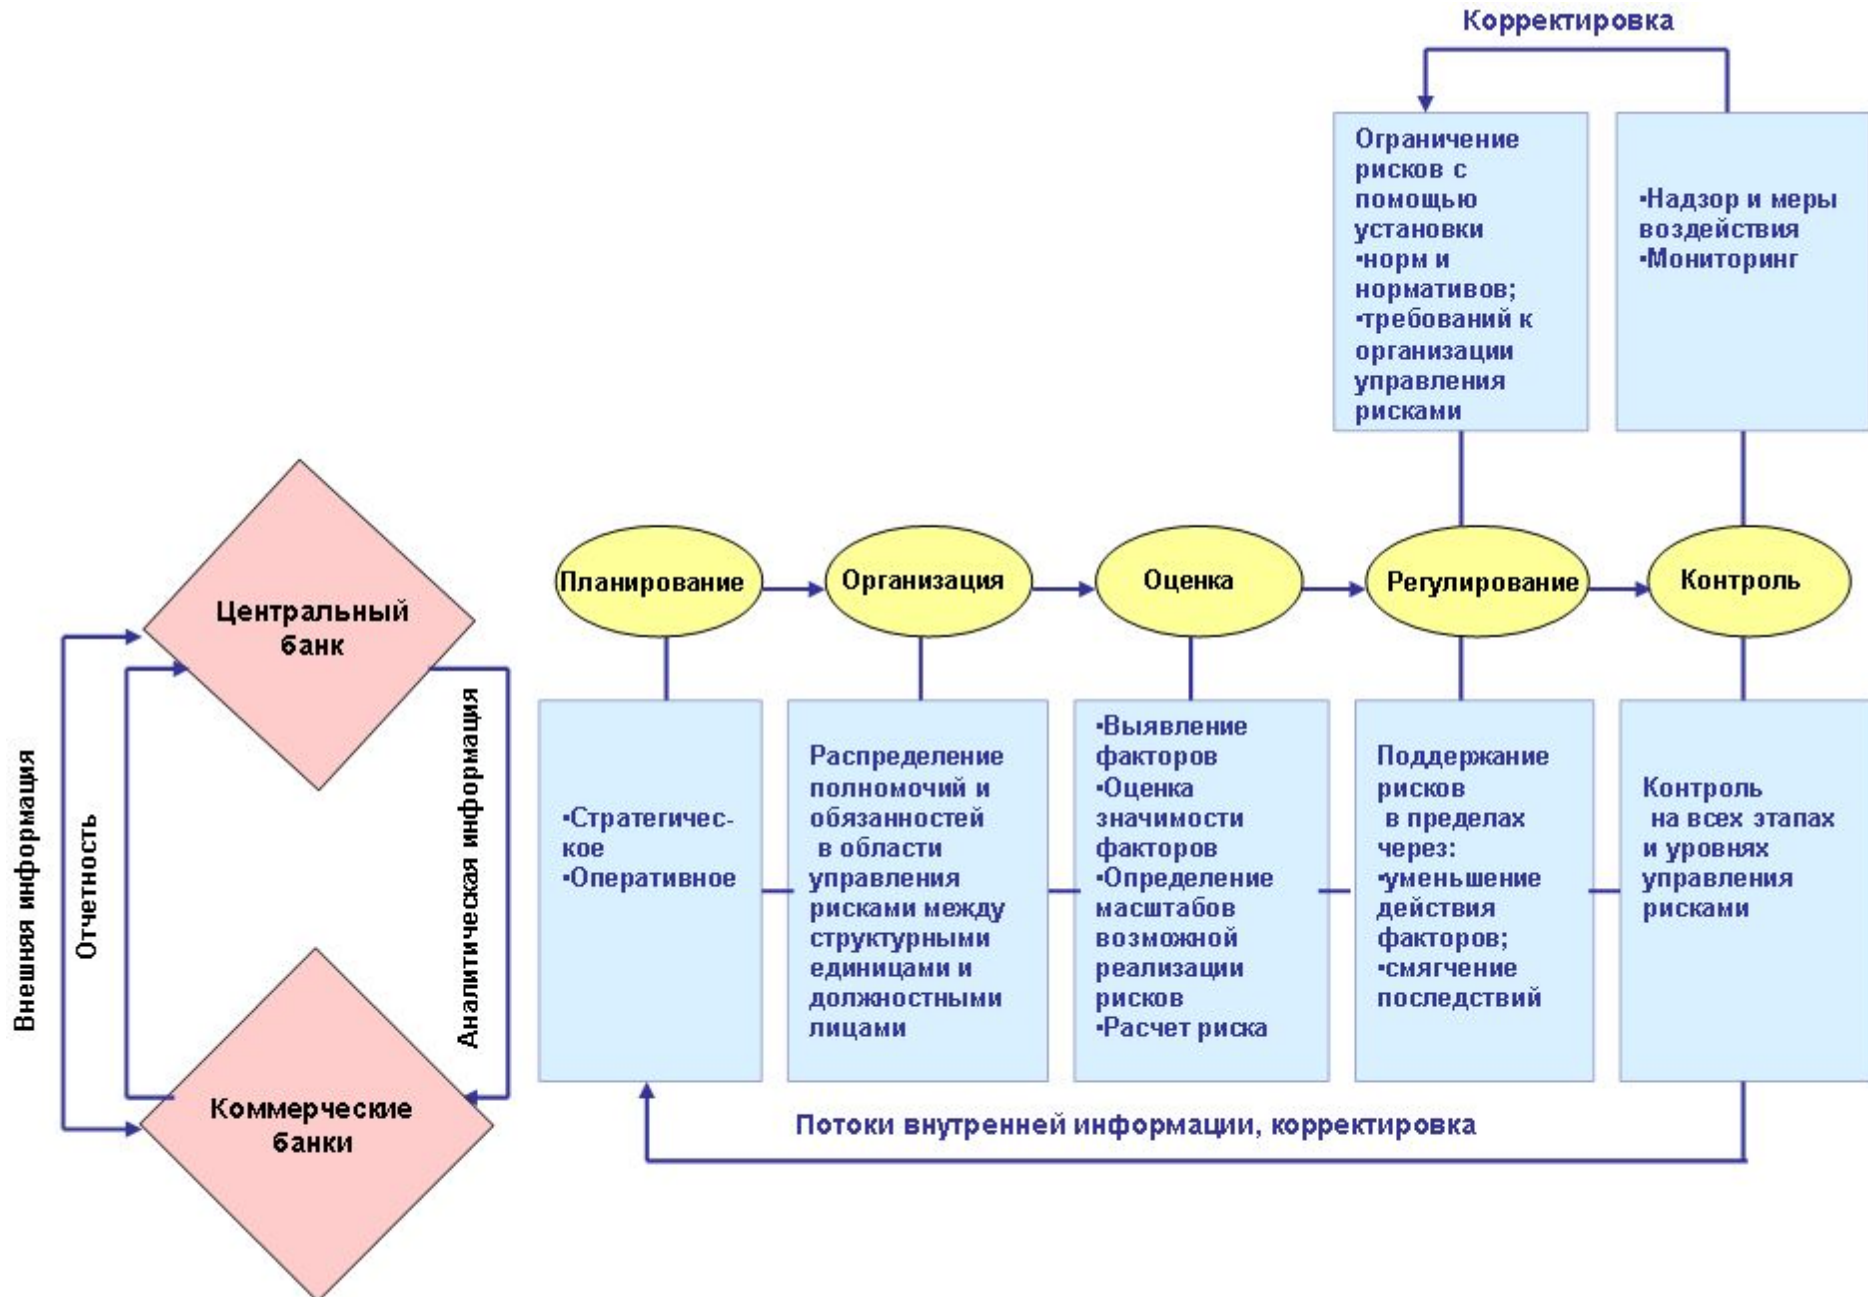 Корректировка
Ограничение
рисков с
помощью
установки
•норм и
нормативов;
•требований к
организации
управления
рисками
•Надзор и меры
воздействия
•Мониторинг
Центральный
банк
Планирование
Организация
Оценка
Регулирование
Контроль
Внешняя информация
Отчетность
Аналитическая информация
•Стратегичес-
кое
•Оперативное
Распределение
полномочий и
обязанностей
в области
управления
рисками между
структурными
единицами и
должностными
лицами
•Выявление
факторов
•Оценка
значимости
факторов
•Определение
масштабов
возможной
реализации
рисков
•Расчет риска
Поддержание
рисков
в пределах
через:
•уменьшение
действия
факторов;
•смягчение
последствий
Контроль
на всех этапах
и уровнях
управления
рисками
Коммерческие
банки
Потоки внутренней информации, корректировка